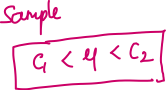 Sample
C₁ < μ < C₂